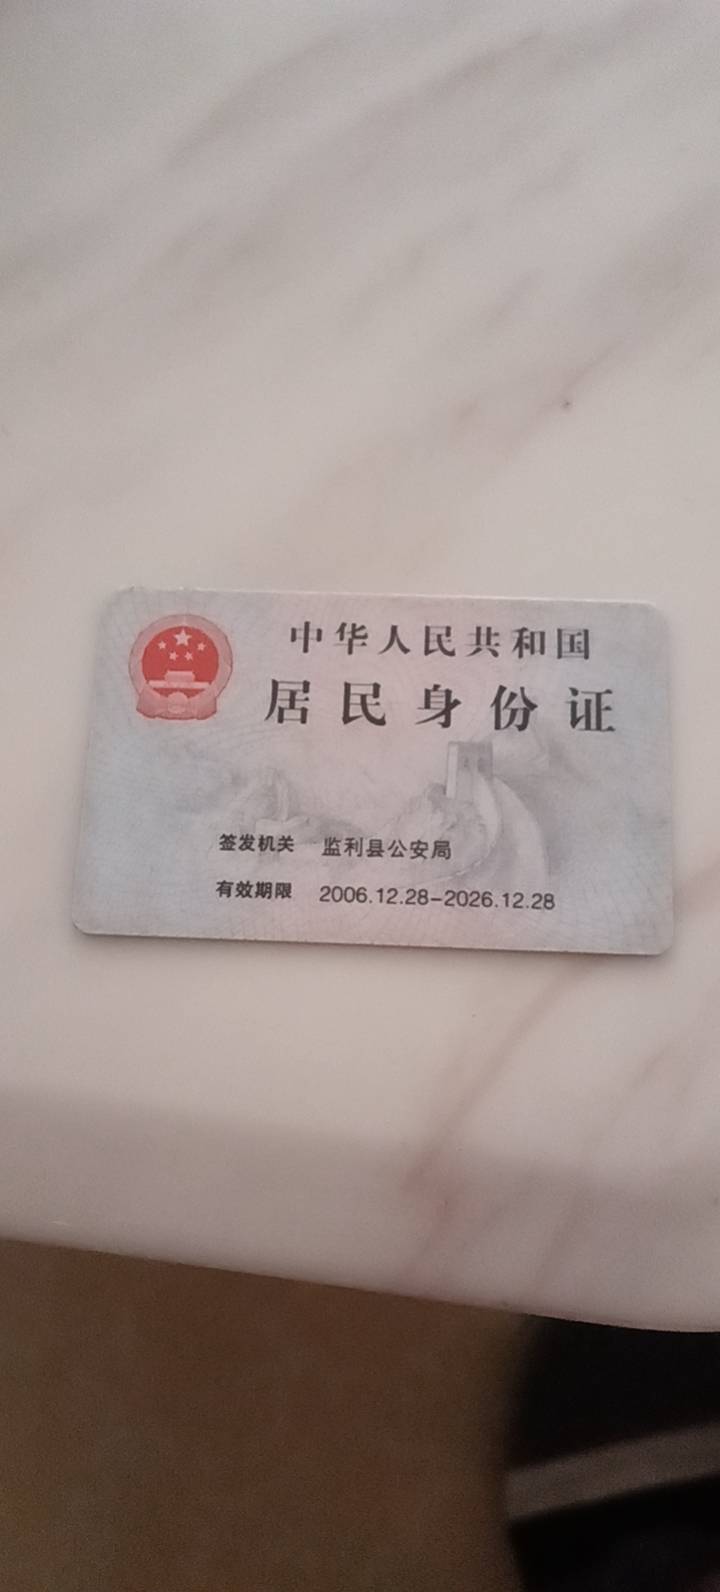 中华人民共和国
居民身份证
签发机关 监利县公安局
有效期限 2006.12.28-2026.12.28